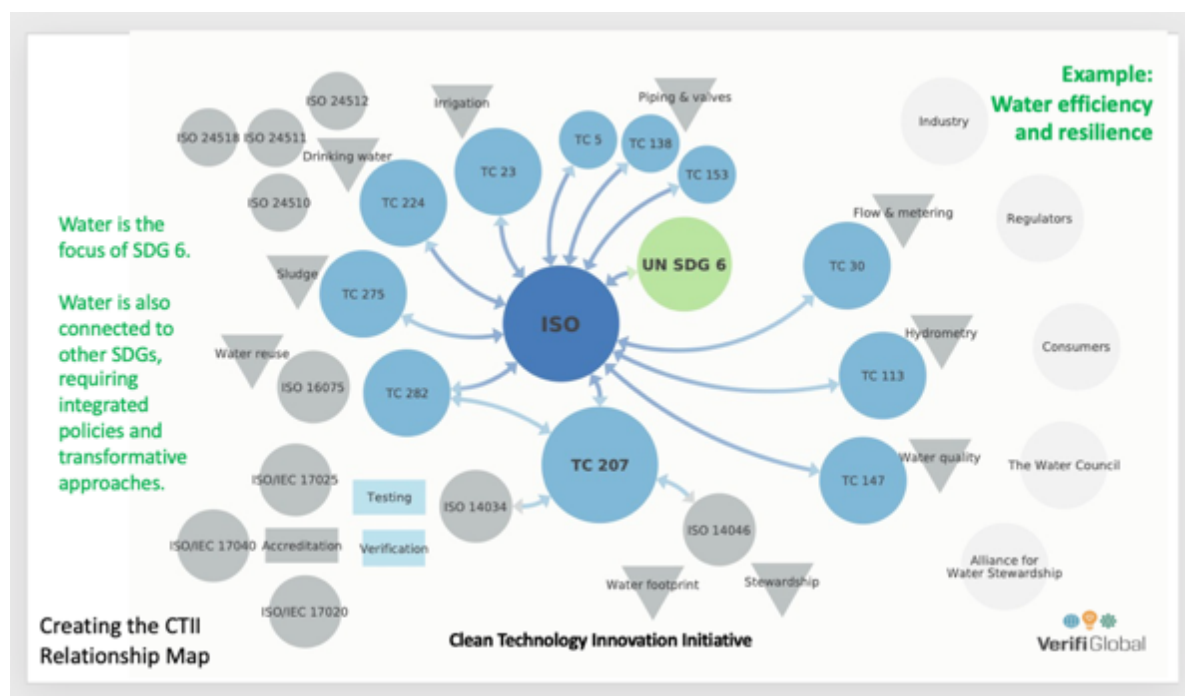 Example:
Water efficiency
and resilience
ISO 24512
ISO 24518
ISO 24511
Drinking water
ISO 24510
Irrigation
Piping & valves
TC 5
TC 138
TC 153
TC 23
TC 224
Industry
Water is the
focus of SDG 6.
Water is also
connected to
other SDGs,
requiring
integrated
policies and
transformative
approaches.
Sludge
TC 275
UN SDG 6
ISO
Flow & metering
TC 30
Regulators
Water reuse
ISO 16075
TC 282
Hydrometry
TC 113
Consumers
TC 207
Water quality
TC 147
The Water Council
ISO/IEC 17025
Testing
ISO 14034
ISO 14046
ISO/IEC 17040
Accreditation
Verification
Alliance for
Water Stewardship
Water footprint
Stewardship
ISO/IEC 17020
Creating the CTII
Relationship Map
Clean Technology Innovation Initiative
VerifiGlobal